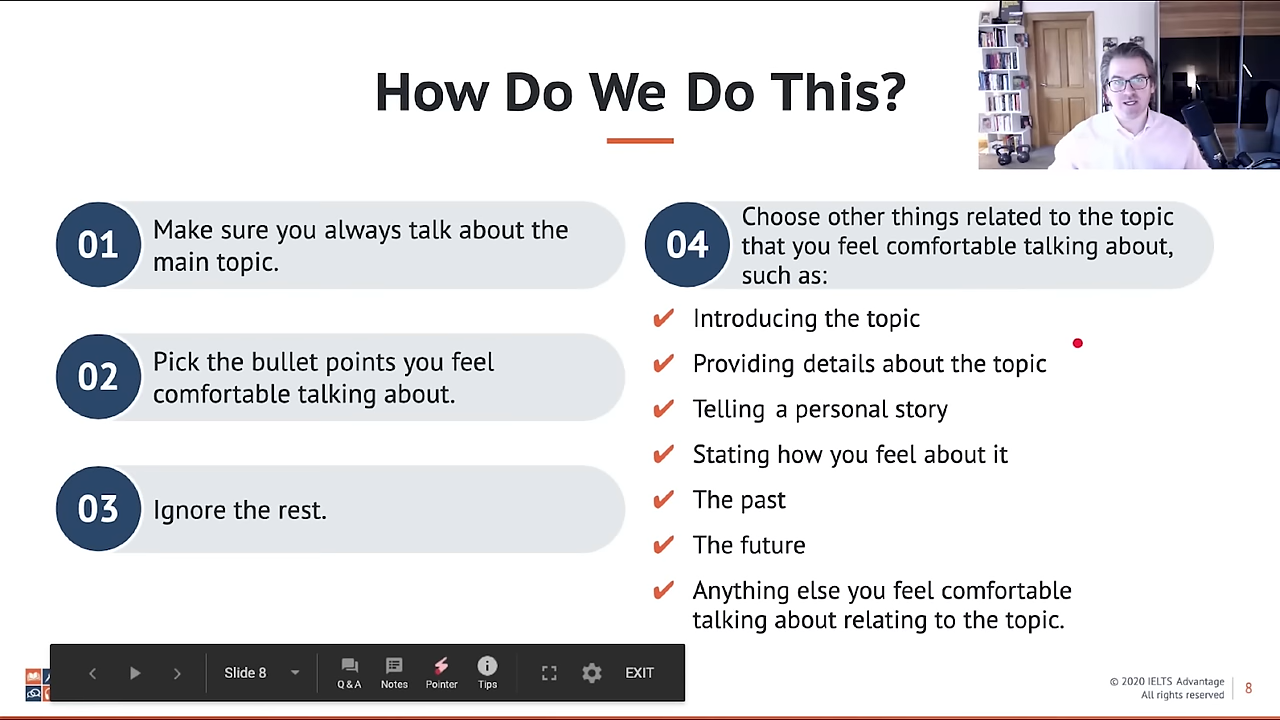 How Do We Do This?
01
Make sure you always talk about the
main topic.
02
Pick the bullet points you feel
comfortable talking about.
03
Ignore the rest.
04
Choose other things related to the topic
that you feel comfortable talking about,
such as:
✔ Introducing the topic
✔ Providing details about the topic
✔ Telling a personal story
✔ Stating how you feel about it
✔ The past
✔ The future
✔ Anything else you feel comfortable
talking about relating to the topic.
Slide 8
Q & A
Notes
Pointer
Tips
EXIT
© 2020 IELTS Advantage
All rights reserved
8